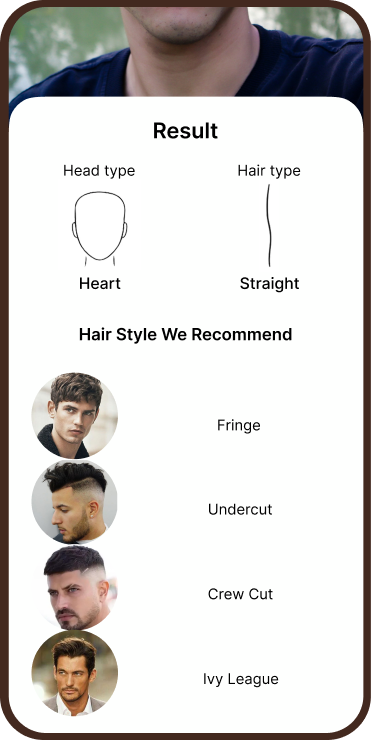 Result
Head type
Hair type
Heart
Straight
Hair Style We Recommend
Fringe
Undercut
Crew Cut
Ivy League